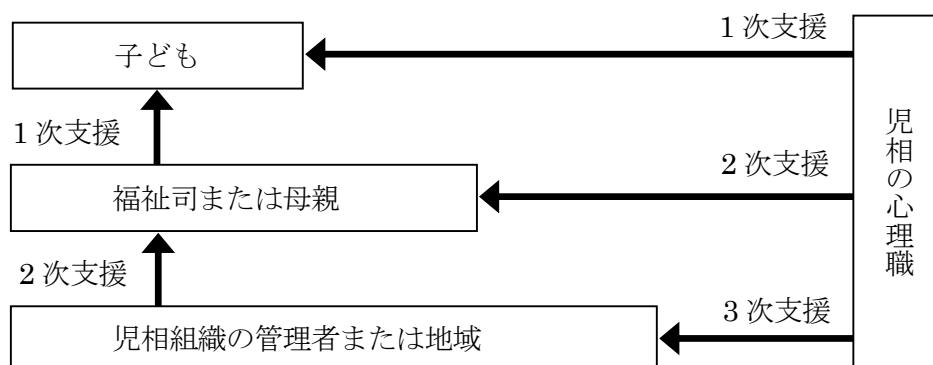 1 次支援
子ども
1 次支援
2 次支援
福祉司または母親
2 次支援
3 次支援
児相組織の管理者または地域
児相の心理職